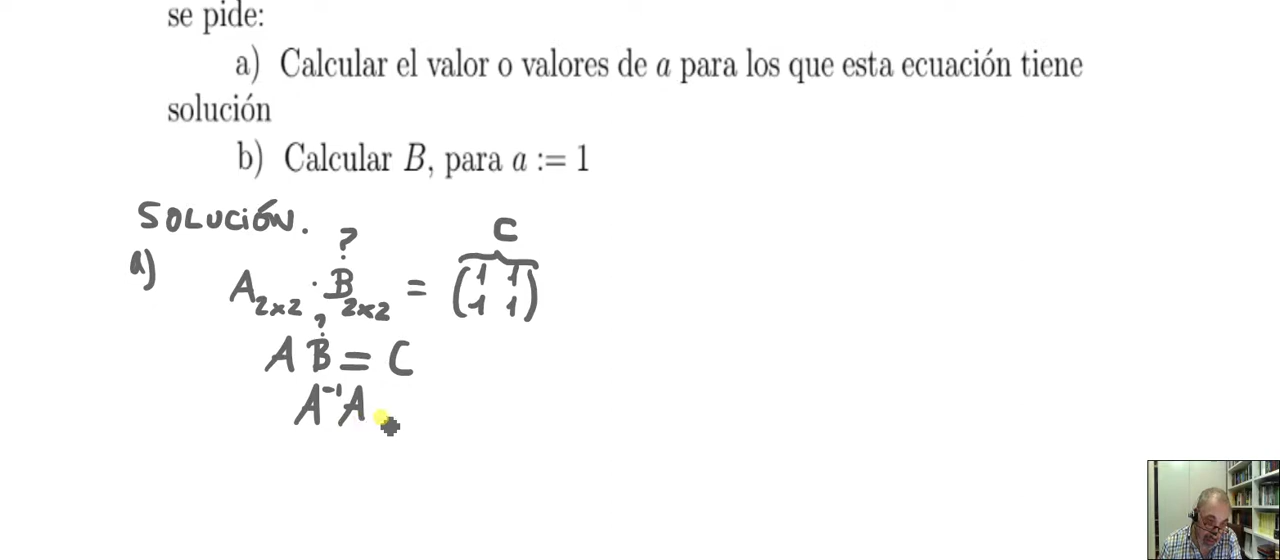 se pide:
a) Calcular el valor o valores de a para los que esta ecuación tiene
solución
b) Calcular B, para a := 1
SOLUCIÓN.
?
C
a) A₂ₓ₂ · B₂ₓ₂ = (1 1
1 1)
?
A B = C
A⁻¹A